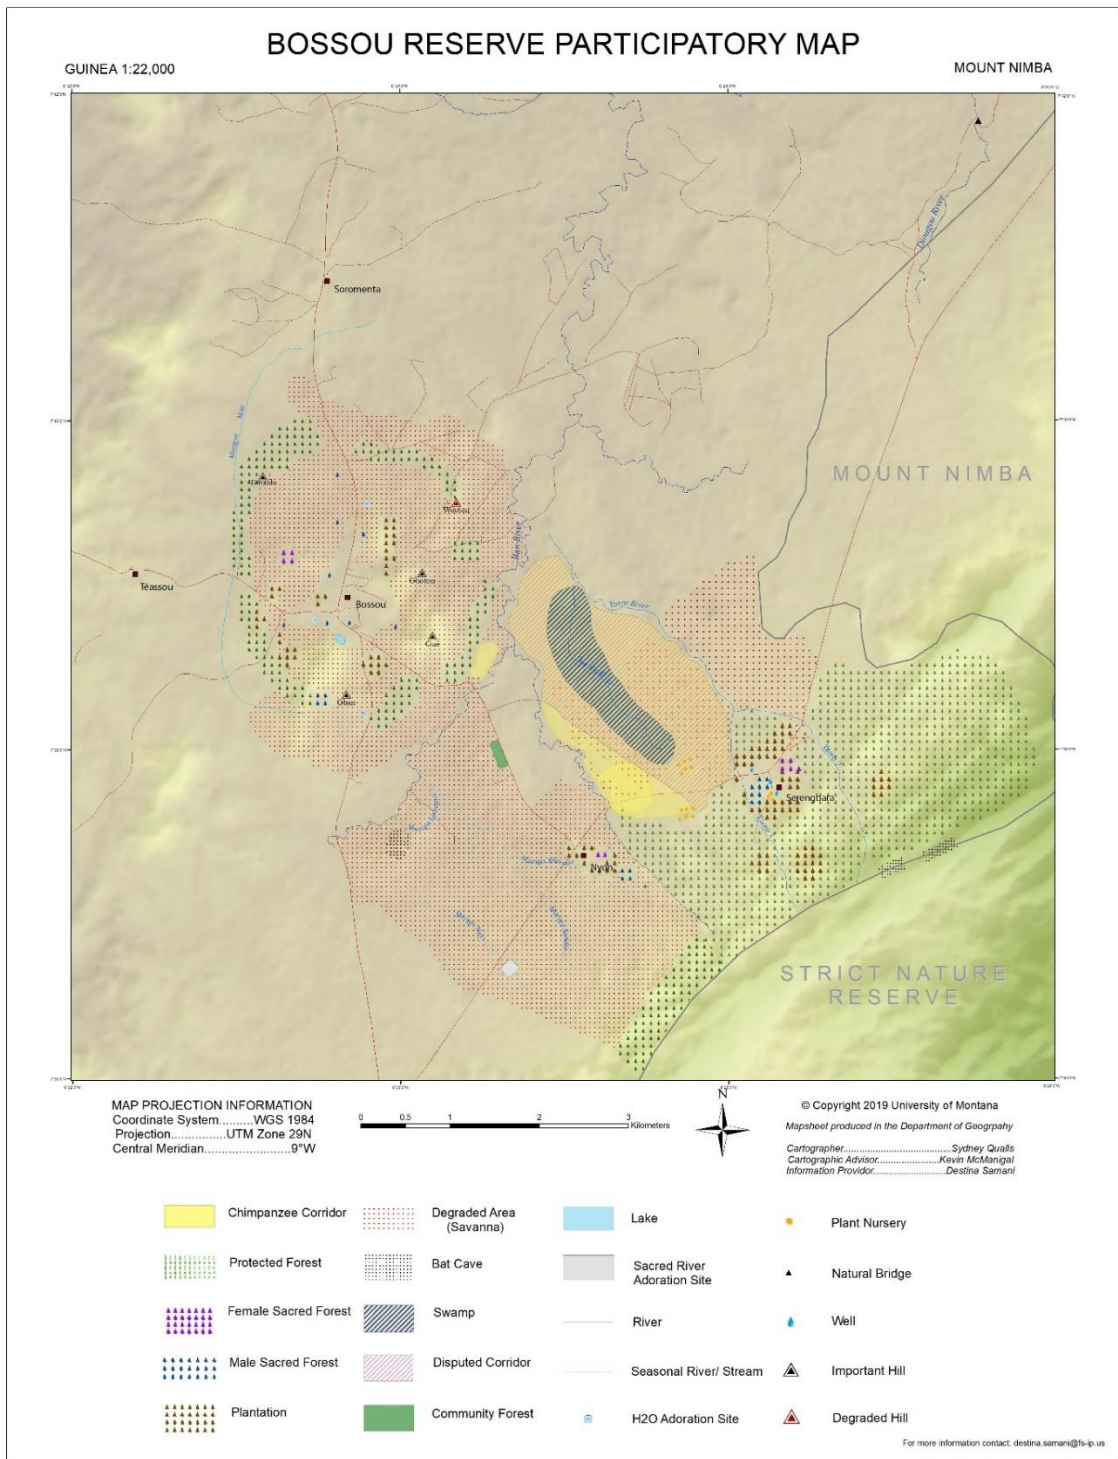 BOSSOU RESERVE PARTICIPATORY MAP
GUINEA 1:22,000
MOUNT NIMBA
Soromenta
MOUNT NIMBA
Téassou
Gboton
Bossou
Gban
Serengbara
Nyon
STRICT NATURE
RESERVE
MAP PROJECTION INFORMATION
Coordinate System..........WGS 1984
Projection................UTM Zone 29N
Central Meridian........................9°W
0 0.5 1 2 3
Kilometers
N
© Copyright 2019 University of Montana
Mapsheet produced in the Department of Geogrpahy
Cartographer......................................Sydney Qualls
Cartographic Advisor......................Kevin McManigal
Information Providor..........................Destina Samani
Chimpanzee Corridor
Degraded Area
(Savanna)
Lake
Plant Nursery
Protected Forest
Bat Cave
Sacred River
Adoration Site
Natural Bridge
Female Sacred Forest
Swamp
River
Well
Male Sacred Forest
Disputed Corridor
Seasonal River/ Stream
Important Hill
Plantation
Community Forest
H2O Adoration Site
Degraded Hill
For more information contact: destina.samani@fs-ip.us